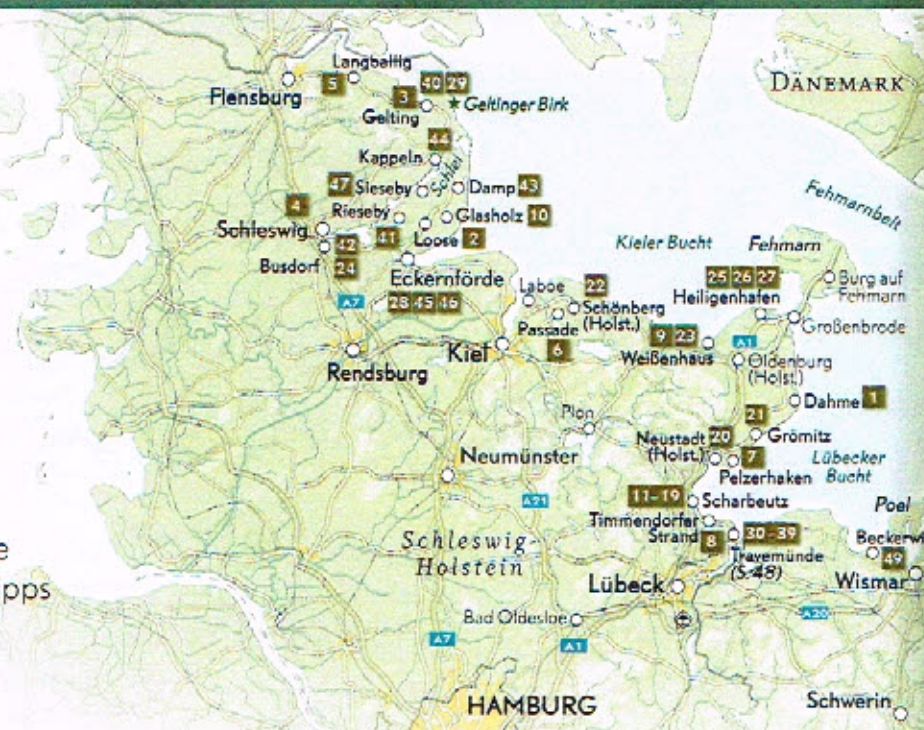 DÄNEMARK
Langballig
5
Flensburg
40 29
3
Geltinger Birk
Gelting
44
Kappeln
Schlei
47 Sieseby
Damp 43
4
Rieseby
Glasholz 10
Schleswig
41
Loose 2
42
Busdorf 24
Eckernförde
28 45 46
Fehmarnbelt
Kieler Bucht
Fehmarn
25 26 27
Heiligenhafen
Burg auf
Fehmarn
Großenbrode
Laboe
22
Schönberg
(Holst.)
Passade
6
9 23
Weißenhaus
A1
Oldenburg
(Holst.)
A7
Kiel
Rendsburg
Dahme 1
21
Plön
Grömitz
Neustadt 20
(Holst.)
7
Pelzerhaken
Lübecker
Bucht
Neumünster
A21
11-19
Scharbeutz
Poel
Timmendorfer
Strand 8
30-39
Travemünde
(S. 48)
49
Wismar
Schleswig-
Holstein
Lübeck
Bad Oldesloe
A20
A7
A1
HAMBURG
Schwerin
e
pps